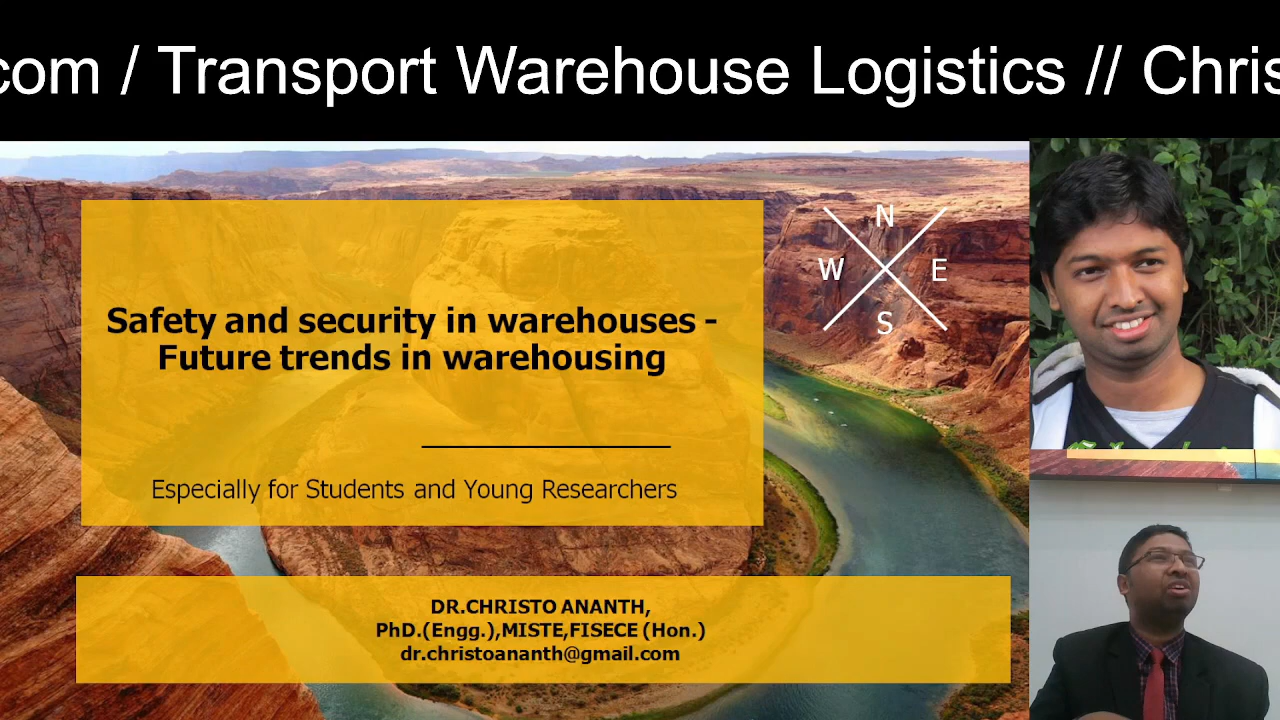 com / Transport Warehouse Logistics // Chris
N
W E
S
Safety and security in warehouses -
Future trends in warehousing
Especially for Students and Young Researchers
DR.CHRISTO ANANTH,
PhD.(Engg.),MISTE,FISECE (Hon.)
dr.christoananth@gmail.com